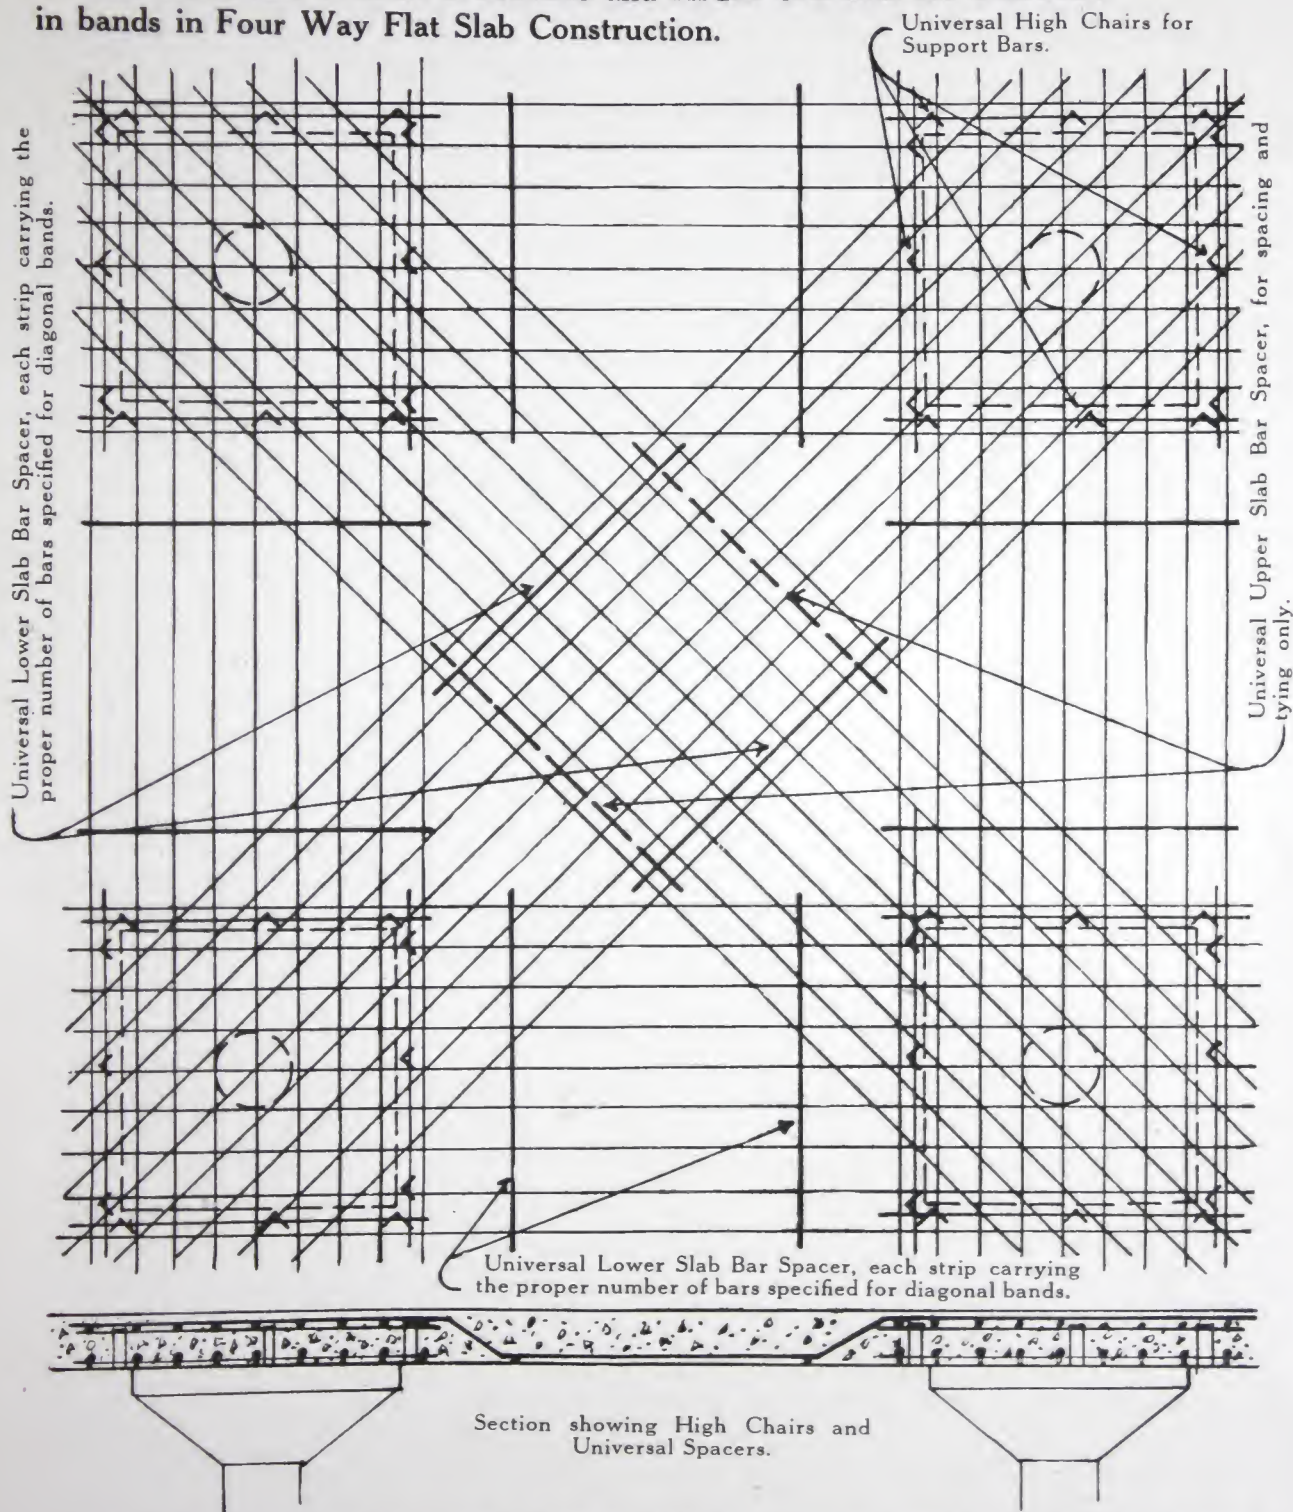 in bands in Four Way Flat Slab Construction.
Universal High Chairs for
Support Bars.
Universal Lower Slab Bar Spacer, each strip carrying the
proper number of bars specified for diagonal bands.
Universal Upper Slab Bar Spacer, for spacing and
tying only.
Universal Lower Slab Bar Spacer, each strip carrying
the proper number of bars specified for diagonal bands.
Section showing High Chairs and
Universal Spacers.